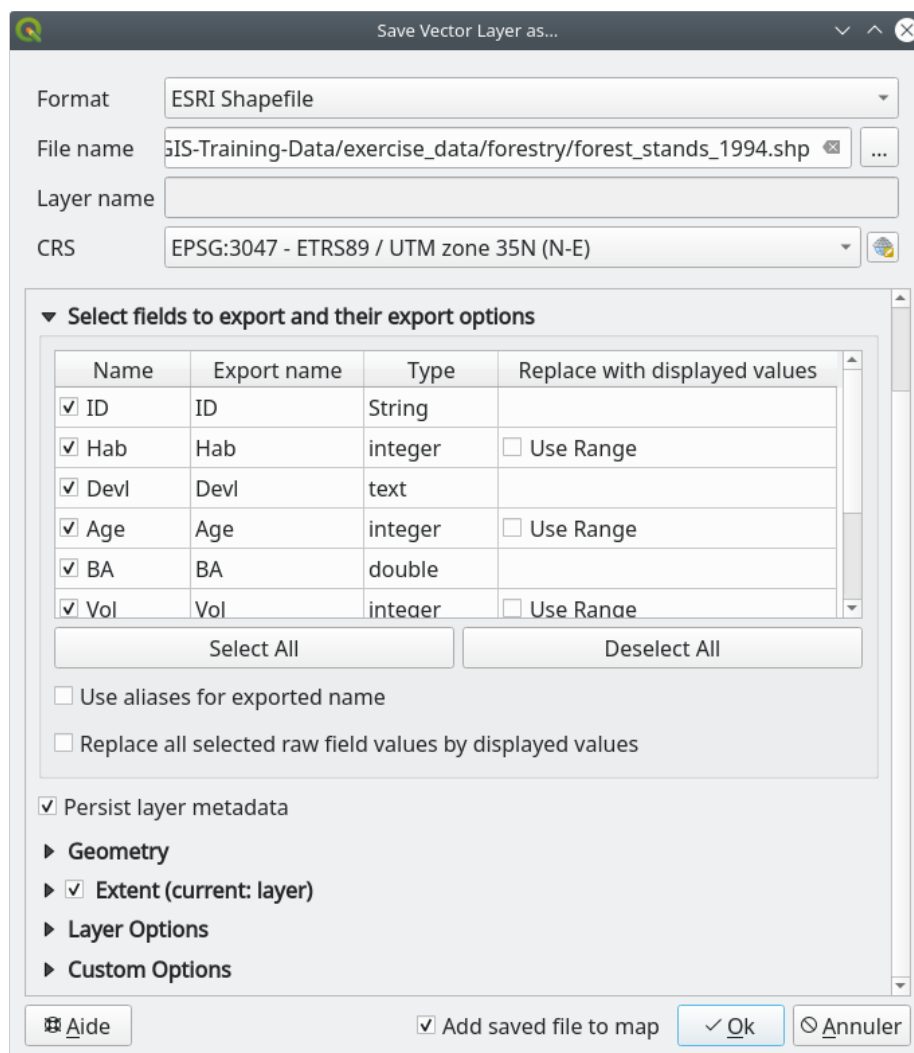 Save Vector Layer as...
Format ESRI Shapefile
File name GIS-Training-Data/exercise_data/forestry/forest_stands_1994.shp ...
Layer name
CRS EPSG:3047 - ETRS89 / UTM zone 35N (N-E)
Select fields to export and their export options
Name Export name Type Replace with displayed values
ID ID String
Hab Hab integer Use Range
Devl Devl text
Age Age integer Use Range
BA BA double
Vol Vol integer Use Range
Select All Deselect All
Use aliases for exported name
Replace all selected raw field values by displayed values
Persist layer metadata
Geometry
Extent (current: layer)
Layer Options
Custom Options
Aide Add saved file to map Ok Annuler